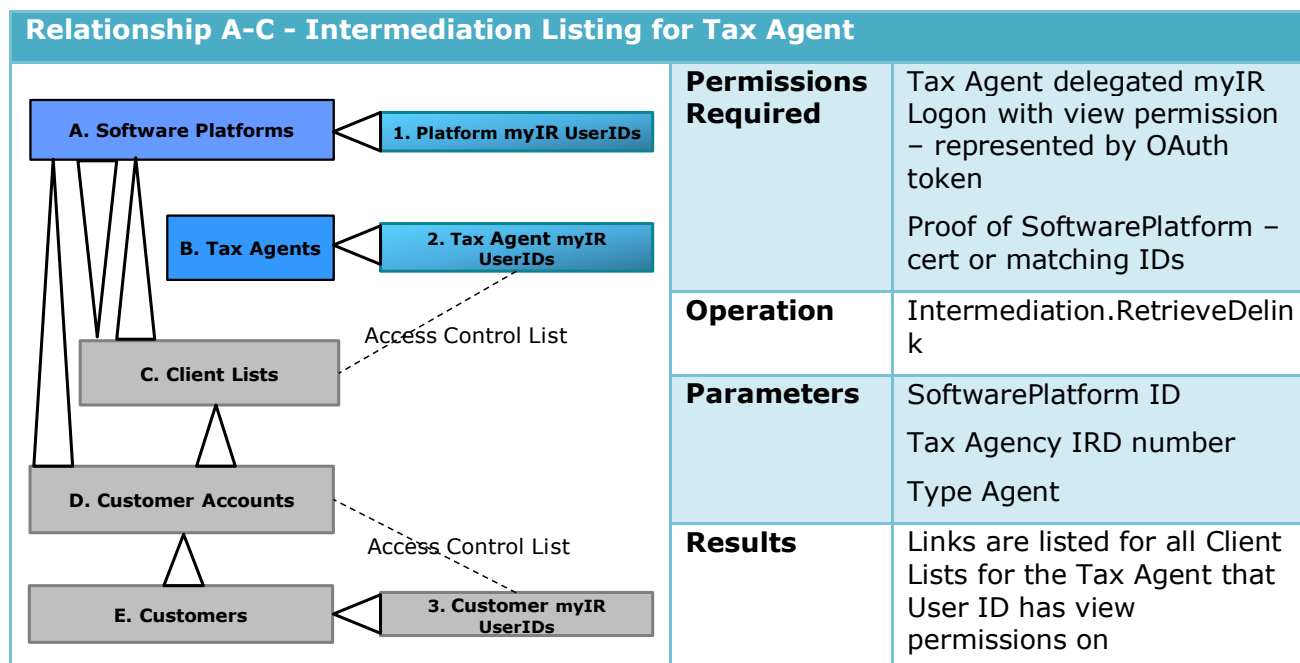 Relationship A-C - Intermediation Listing for Tax Agent
A. Software Platforms
1. Platform myIR UserIDs
B. Tax Agents
2. Tax Agent myIR
UserIDs
Access Control List
C. Client Lists
D. Customer Accounts
Access Control List
E. Customers
3. Customer myIR
UserIDs
Permissions
Required
Tax Agent delegated myIR
Logon with view permission
– represented by OAuth
token
Proof of SoftwarePlatform –
cert or matching IDs
Operation
Intermediation.RetrieveDelin
k
Parameters
SoftwarePlatform ID
Tax Agency IRD number
Type Agent
Results
Links are listed for all Client
Lists for the Tax Agent that
User ID has view
permissions on